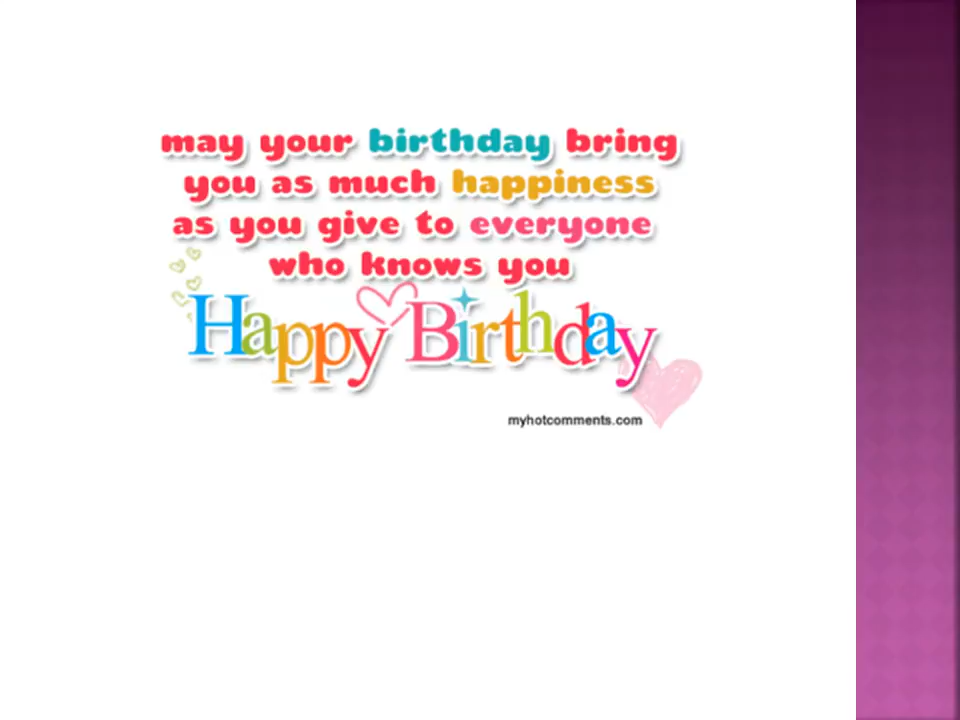 may your birthday bring
you as much happiness
as you give to everyone
who knows you
Happy Birthday
myhotcomments.com